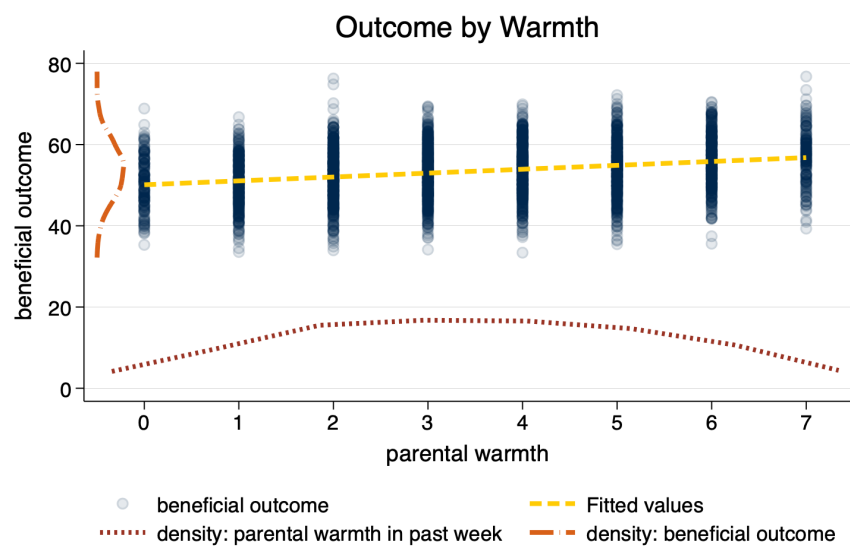 Outcome by Warmth
beneficial outcome
80
60
40
20
0
0 1 2 3 4 5 6 7
parental warmth
beneficial outcome Fitted values
density: parental warmth in past week density: beneficial outcome